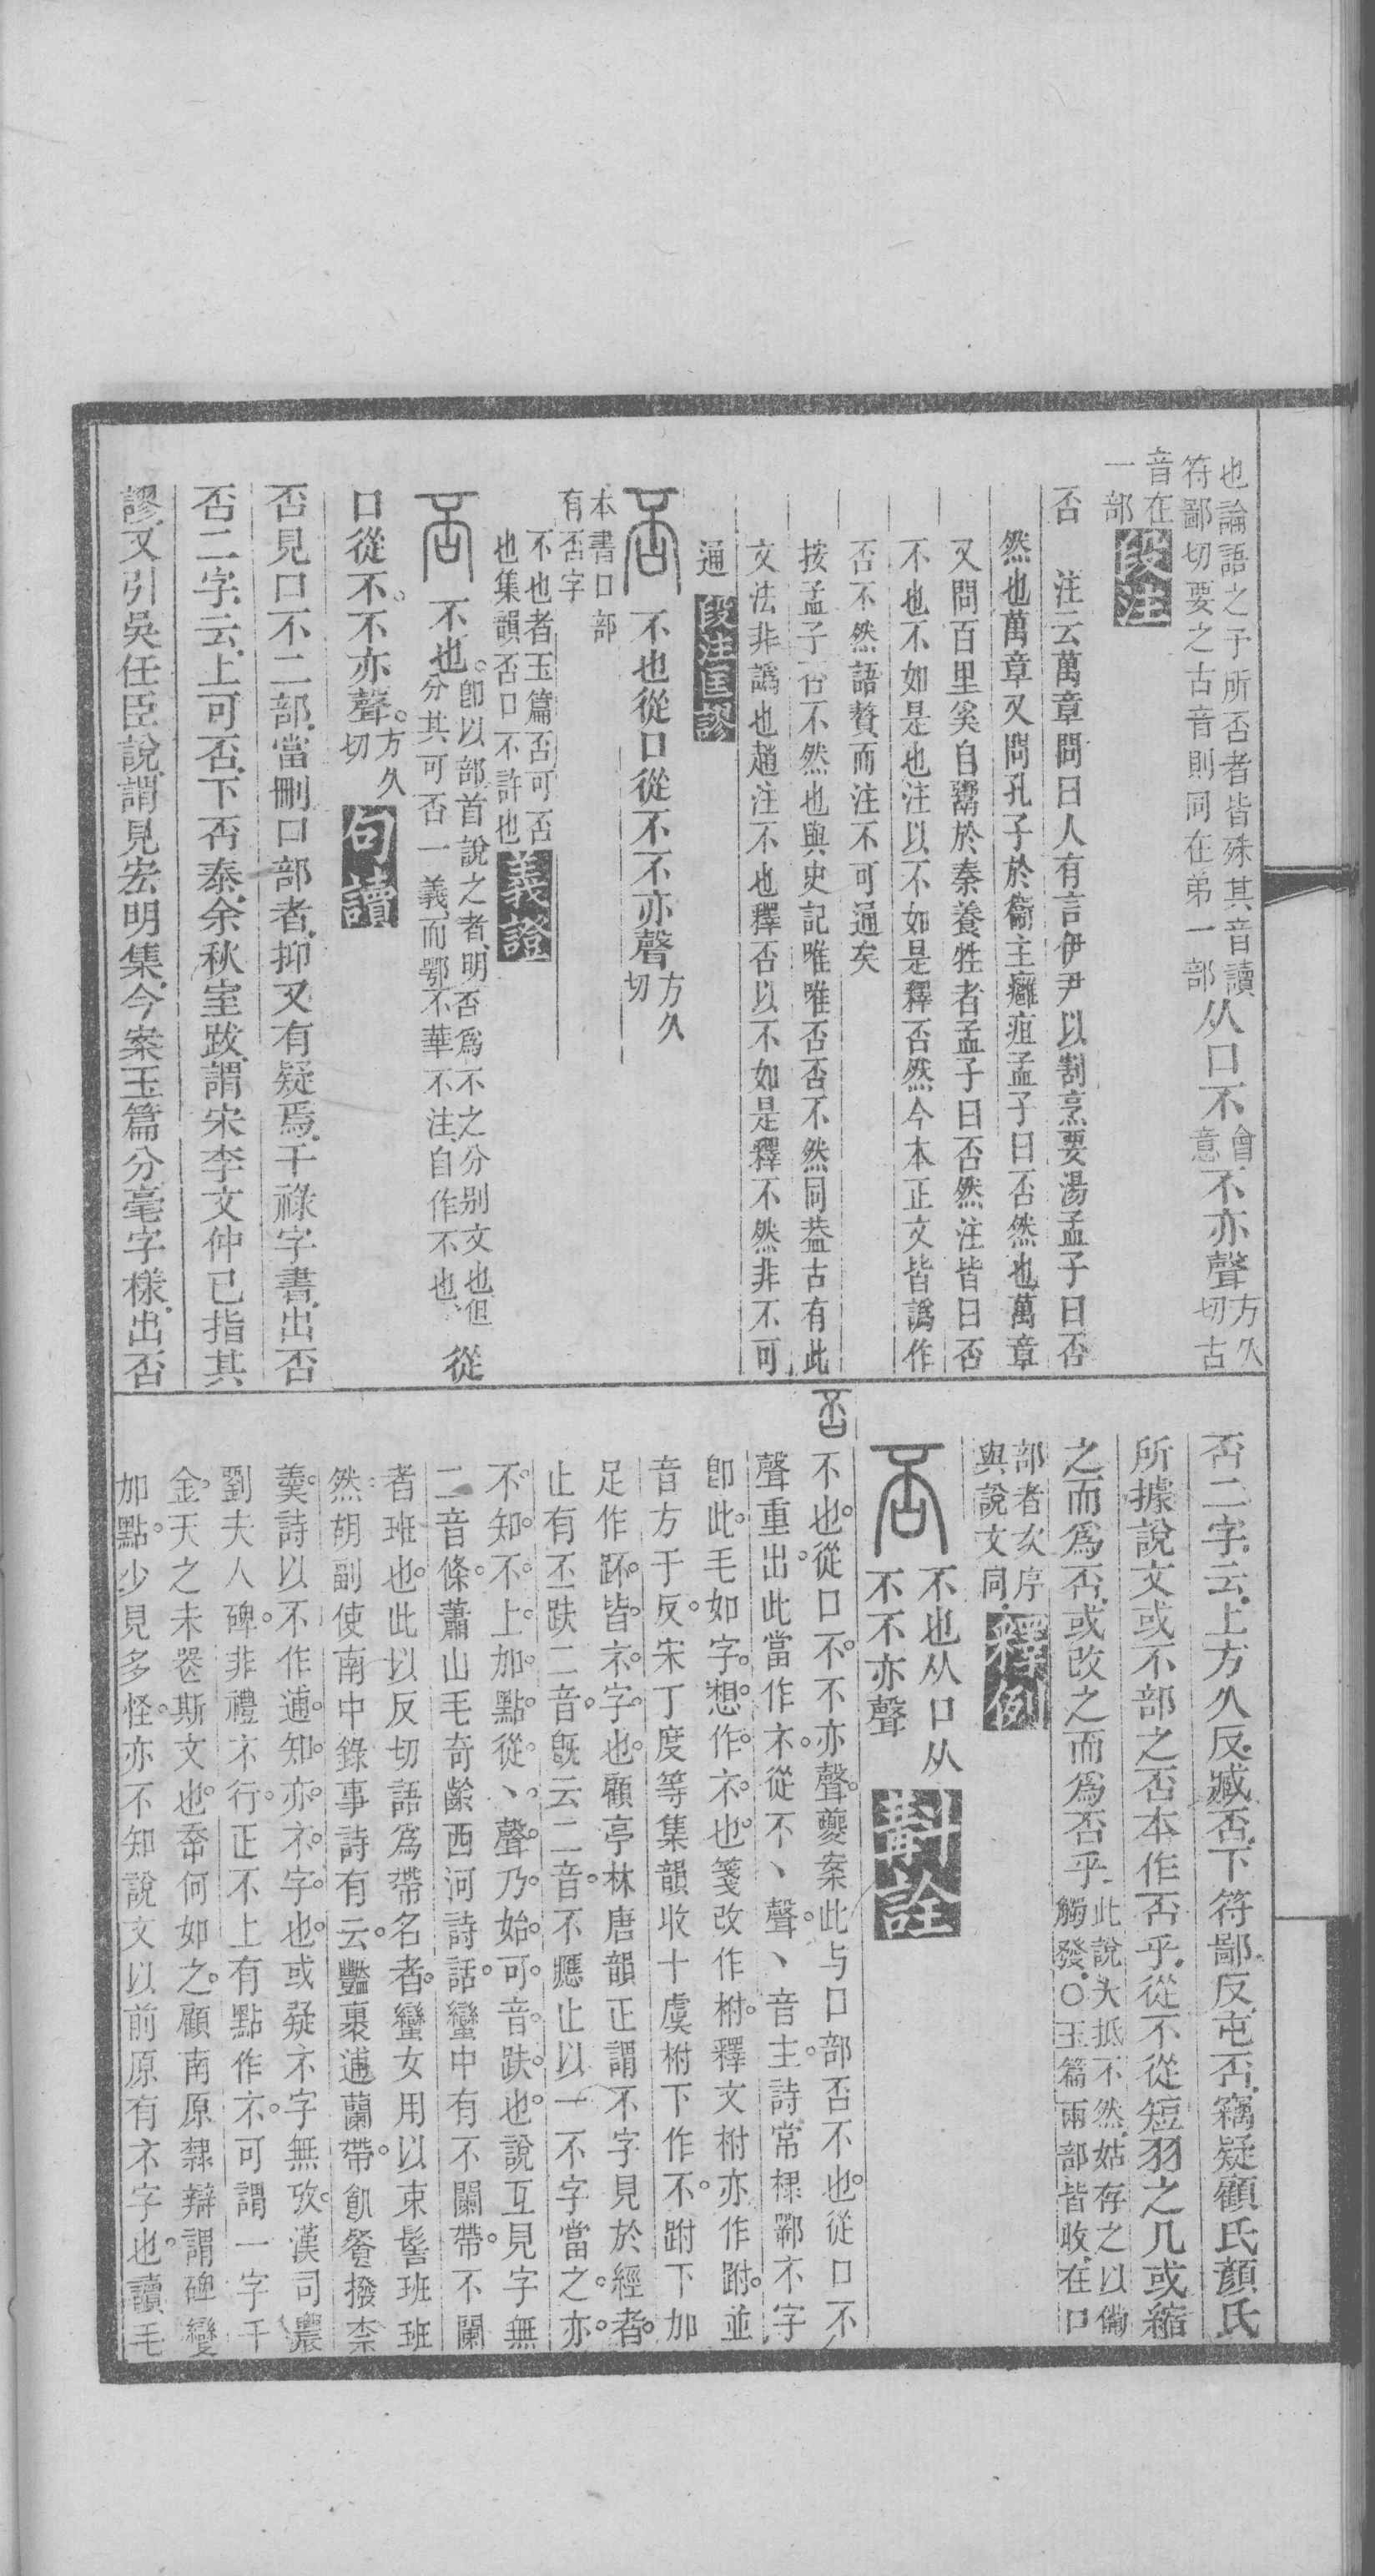 也論語之予所否者皆殊其音讀
符鄙切要之古音則同在弟一部
从口不
會
意
不亦聲
方久
切古
音在
一部
段注
否　注云萬章問曰人有言伊尹以割烹要湯孟子曰否
然也萬章又問孔子於衞主癰疽孟子曰否然也萬章
又問百里奚自鬻於秦養牲者孟子曰否然注皆曰否
不也不如是也注以不如是釋否然今本正文皆譌作
否不然語贅而注不可通矣
按孟子否不然也與史記唯唯否否不然同葢古有此
文法非譌也趙注不也釋否以不如是釋不然非不可
通
段注匡謬
不也從口從不不亦聲
方久
切
本書口部
有否字
不也者玉篇否可否
也集韻否口不許也
義證
不也。
卽以部首說之者、明否爲不之分别文也、但
分其可否一義、而鄂不華不注、自作不也、
從
口從不。不亦聲。
方久
切
句讀
否見口不二部、當刪口部者、抑又有疑焉、干祿字書、出否
否二字、云、上可否、下否泰、余秋室跋、謂宋李文仲已指其
謬、又引吳任臣說、謂見宏明集、今案玉篇分毫字樣、出否
否二字、云、上方久反、臧否、下符鄙反、屯否、竊疑顧氏顏氏
所據說文、或不部之否本作否乎、從不從短羽之几、或縮
之而爲否、或改之而爲否乎、
此說大抵不然、姑存之以備
觸發、○玉篇兩部皆收、在口
部者次序
與說文同、
釋例
不也从口从
不不亦聲
斠詮
不也。從口不。不亦聲。夔案此与口部否不也。從口不
聲重出。此當作不。從不丶聲。丶音主。詩常棣鄂不字
卽此。毛如字。想作不也。箋改作柎。釋文柎亦作跗。並
音方于反。宋丁度等集韻收十虞柎下作不。跗下加
足作䟔。皆不字也。顧亭林唐韻正謂不字見於經者。
止有丕趺二音。旣云二音。不應止以一不字當之。亦
不知。不上加點。從丶聲。乃始可音趺也。說互見字無
二音條。蕭山毛奇齡西河詩話。蠻中有不闌帶。不闌
者班也。此以反切語爲帶名者。蠻女用以束髻班班
然。胡副使南中錄事詩有云。豔裹逋蘭帶。飢餐撥柰
羹。詩以不作逋。知亦不字也。或疑不字無攷。漢司農
劉夫人碑。非禮不行。正不上有點作不。可謂一字千
金。天之未喪斯文也。奈何如之。顧南原隸辯謂碑變
加點。少見多怪。亦不知說文以前原有不字也。讀毛